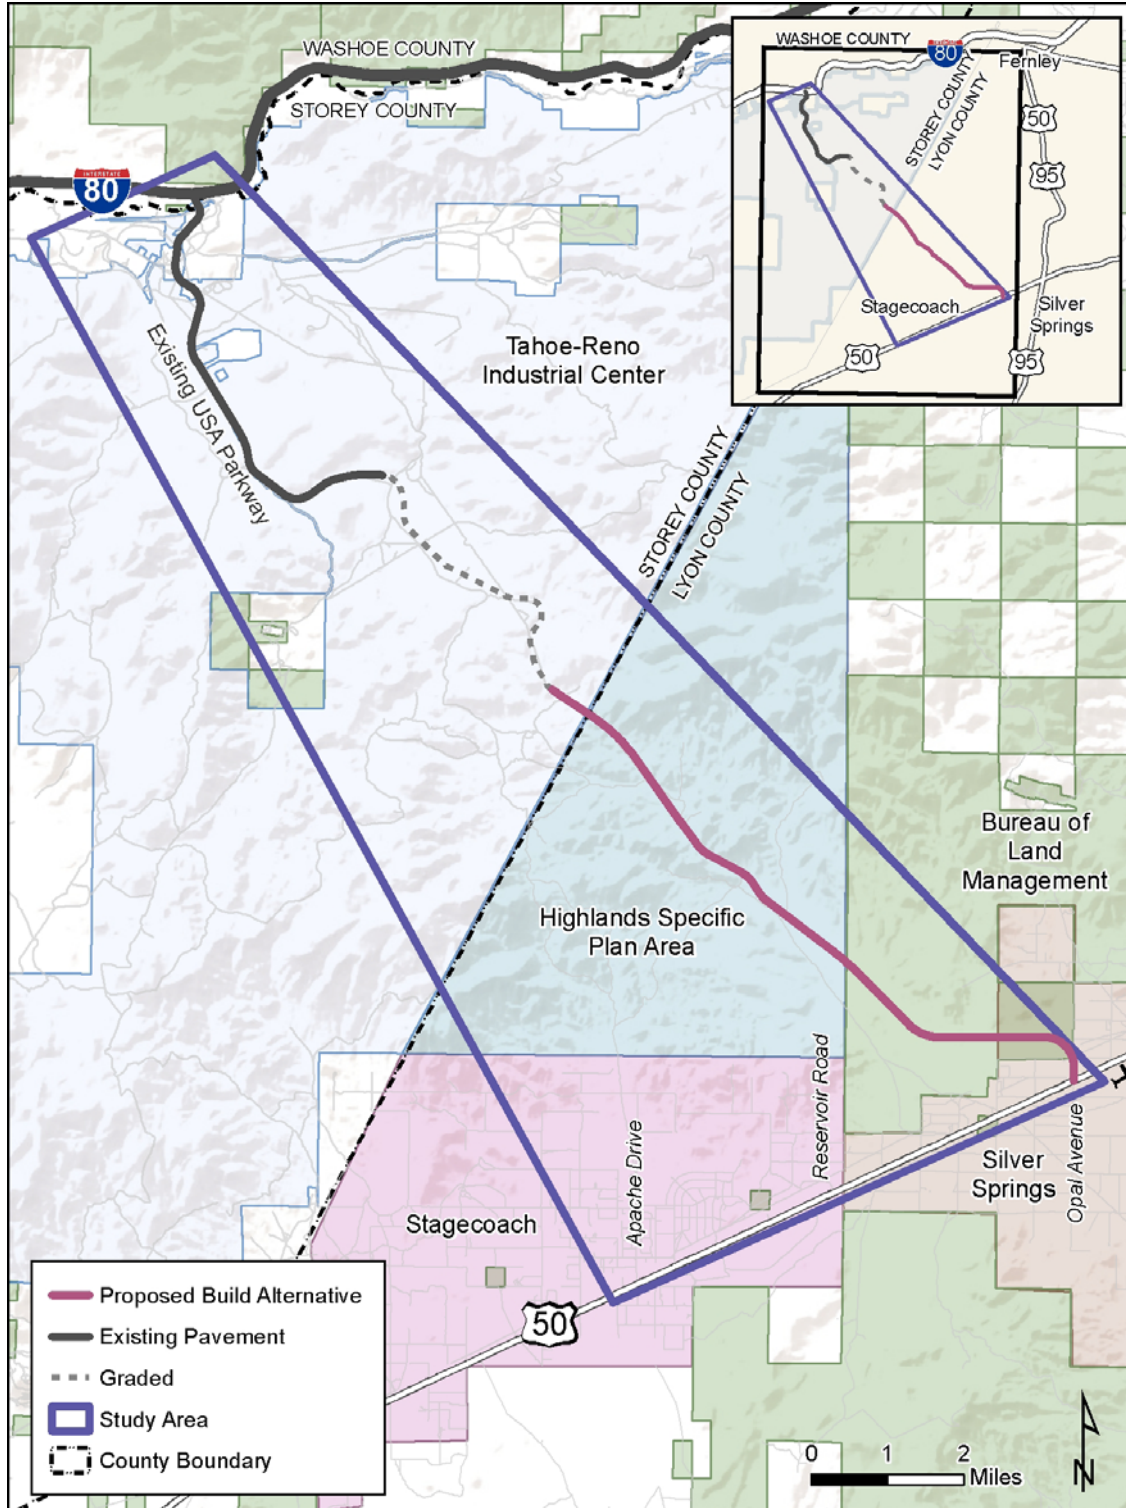 WASHOE COUNTY
STOREY COUNTY
INTERSTATE
80
Existing USA Parkway
Tahoe-Reno
Industrial Center
STOREY COUNTY
LYON COUNTY
WASHOE COUNTY
INTERSTATE
80
Fernley
STOREY COUNTY
LYON COUNTY
50
95
Stagecoach
Silver
Springs
50
95
Bureau of
Land
Management
Highlands Specific
Plan Area
Reservoir Road
Apache Drive
Stagecoach
Silver
Springs
Opal Avenue
50
Proposed Build Alternative
Existing Pavement
Graded
Study Area
County Boundary
0 1 2
Miles
N